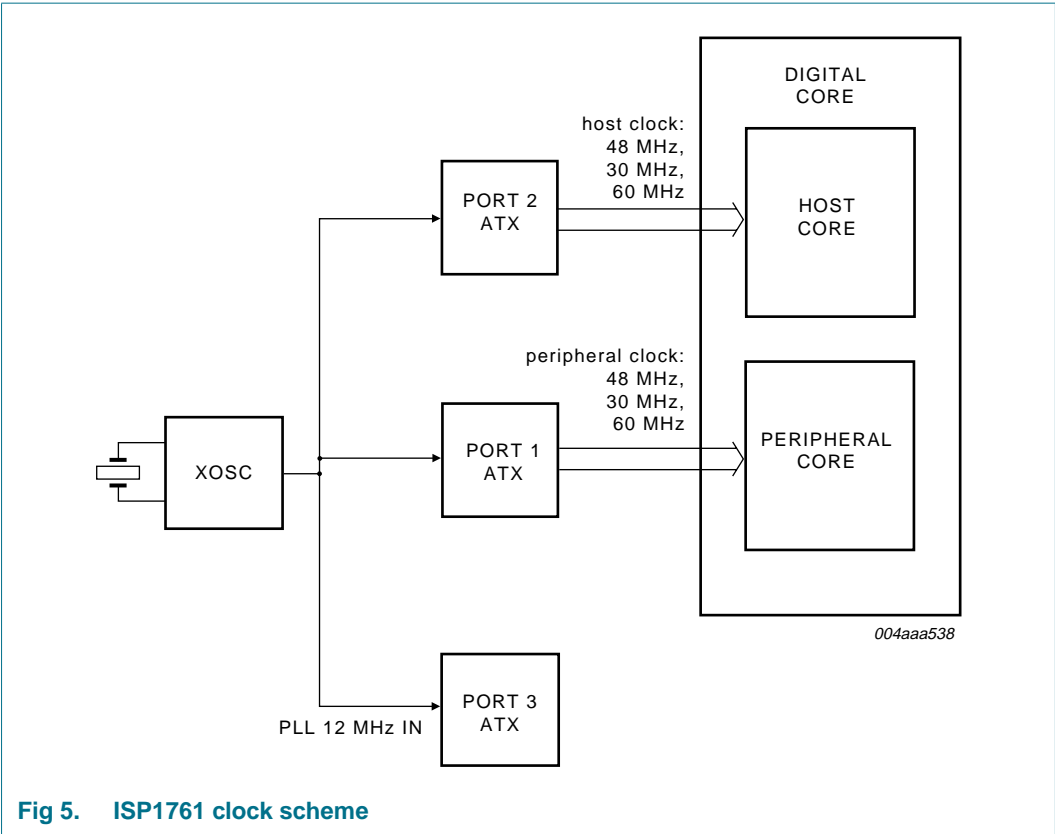 DIGITAL
CORE
host clock:
48 MHz,
30 MHz,
60 MHz
PORT 2
ATX
HOST
CORE
peripheral clock:
48 MHz,
30 MHz,
60 MHz
XOSC
PORT 1
ATX
PERIPHERAL
CORE
004aaa538
PLL 12 MHz IN
PORT 3
ATX
Fig 5. ISP1761 clock scheme